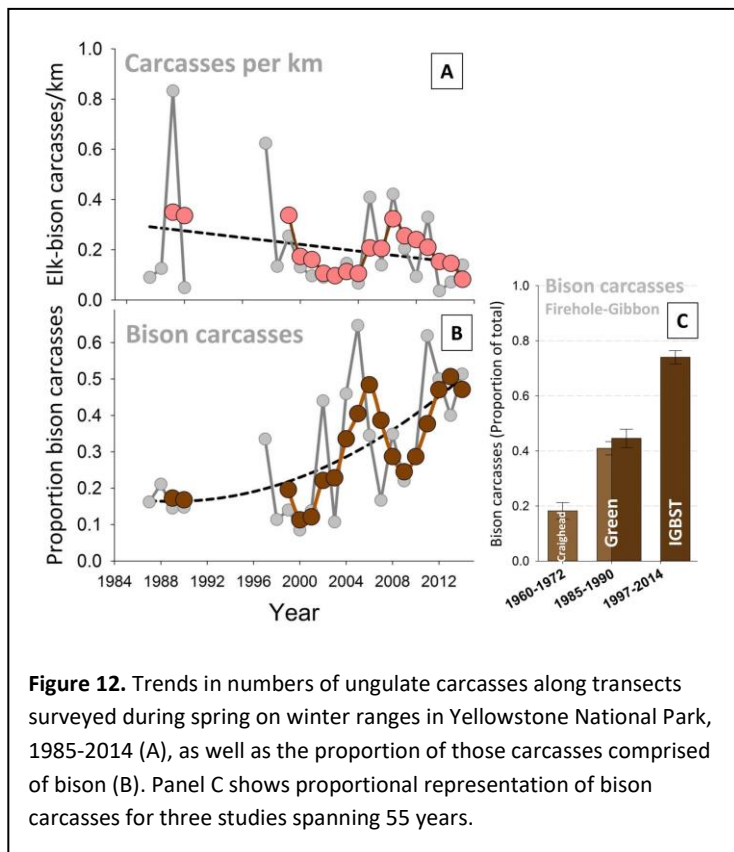 Carcasses per km
A
Elk-bison carcasses/km
1.0
0.8
0.6
0.4
0.2
0.0
Bison carcasses
B
Proportion bison carcasses
0.6
0.5
0.4
0.3
0.2
0.1
0.0
1984 1988 1992 1996 2000 2004 2008 2012
Year
Bison carcasses
Firehole-Gibbon
C
Bison carcasses (Proportion of total)
1.0
0.8
0.6
0.4
0.2
0.0
Craighead
Green
IGBST
1960-1972
1985-1990
1997-2014
Figure 12. Trends in numbers of ungulate carcasses along transects
surveyed during spring on winter ranges in Yellowstone National Park,
1985-2014 (A), as well as the proportion of those carcasses comprised
of bison (B). Panel C shows proportional representation of bison
carcasses for three studies spanning 55 years.